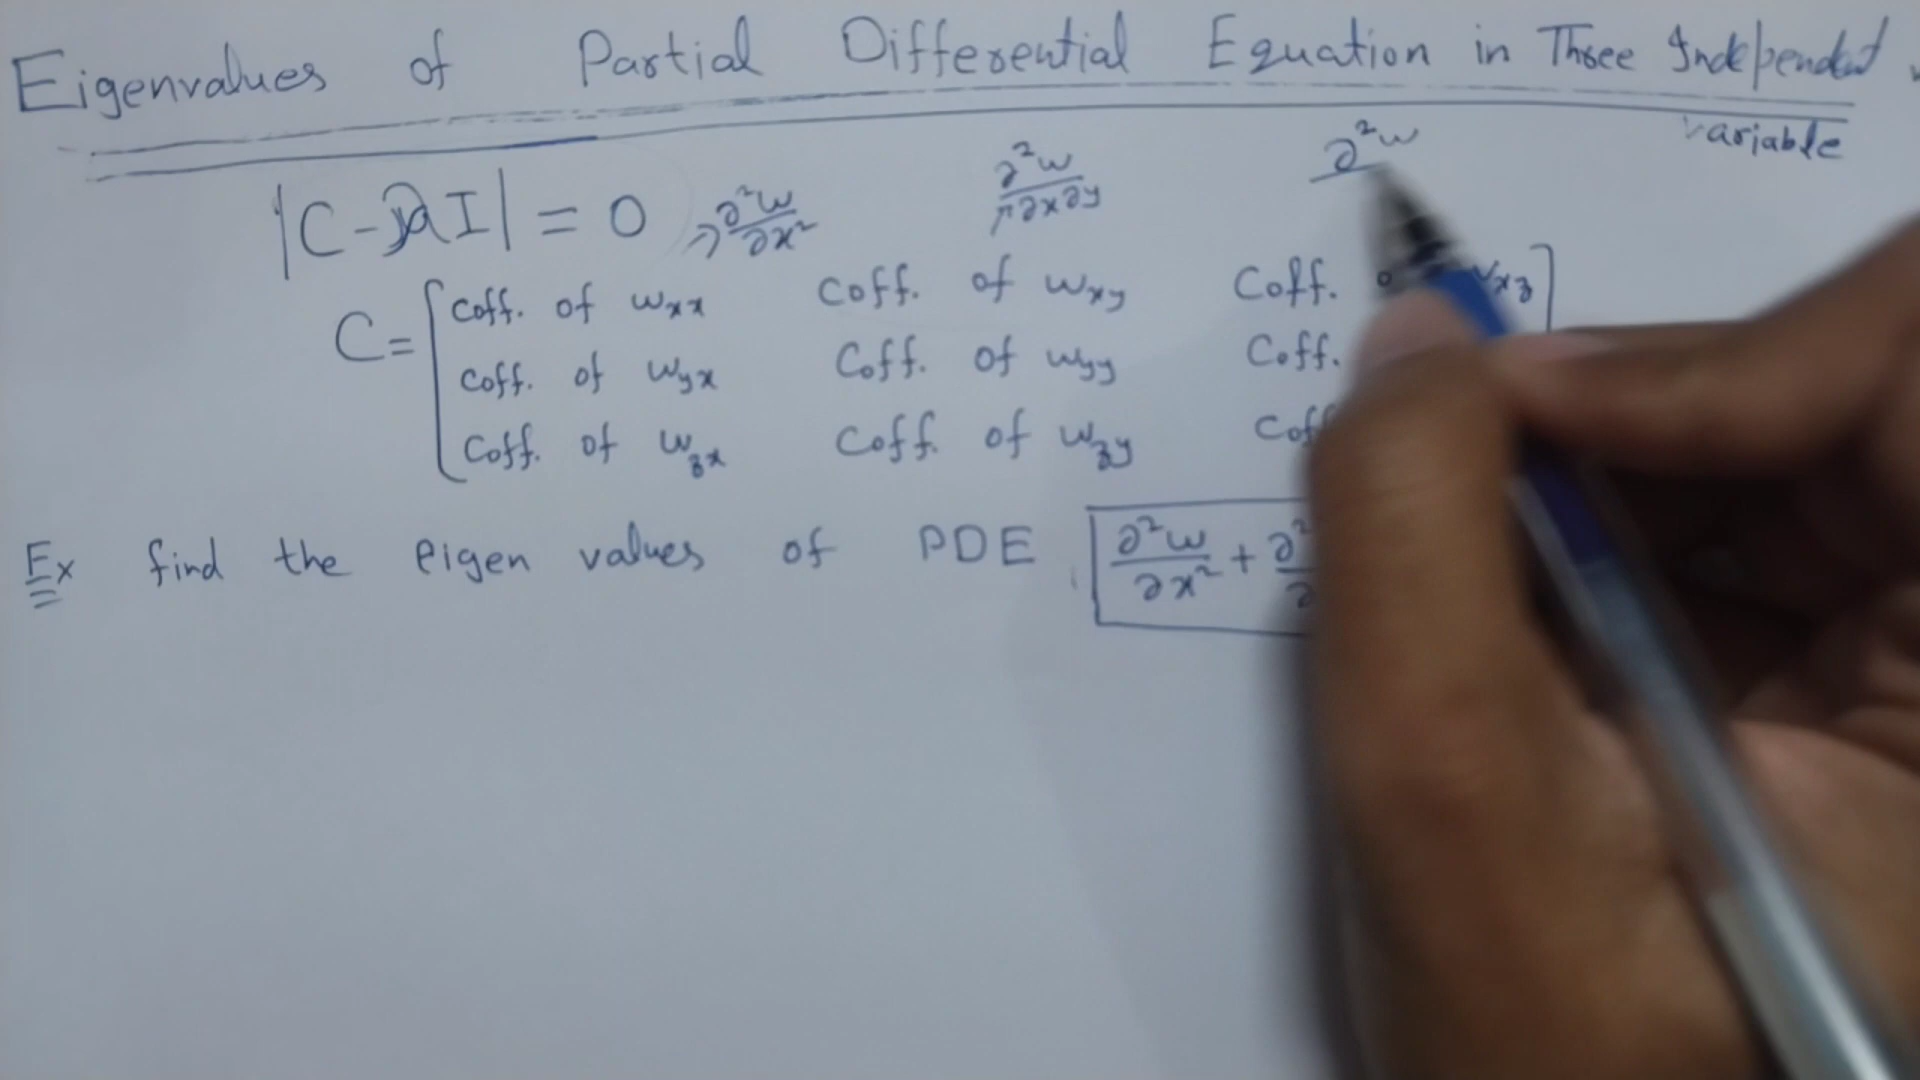 Eigenvalues of Partial Differential Equation in Three Independent
variable
|C-λI| = 0 → ∂²w/∂x² ∂²w/∂x∂y ∂²w
C= [ Coff. of wxx Coff. of wxy Coff. of wxz ]
Coff. of wyx Coff. of wyy Coff.
Coff. of wzx Coff. of wzy
Ex find the eigen values of PDE ∂²w/∂x² +